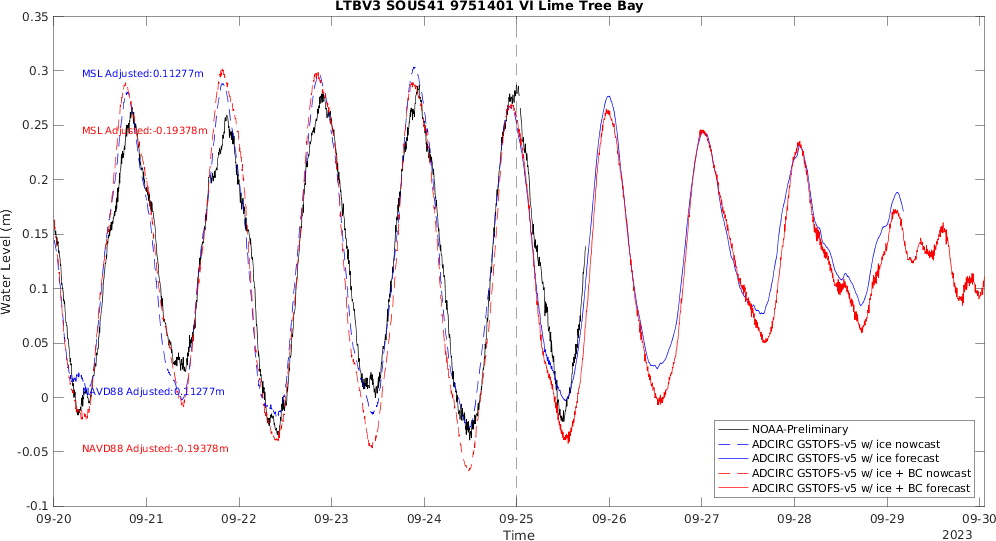 LTBV3 SOUS41 9751401 VI Lime Tree Bay
0.35
0.3
0.25
0.2
0.15
0.1
0.05
0
-0.05
-0.1
Water Level (m)
MSL Adjusted:0.11277m
MSL Adjusted:-0.19378m
NAVD88 Adjusted:0.11277m
NAVD88 Adjusted:-0.19378m
NOAA-Preliminary
ADCIRC GSTOFS-v5 w/ ice nowcast
ADCIRC GSTOFS-v5 w/ ice forecast
ADCIRC GSTOFS-v5 w/ ice + BC nowcast
ADCIRC GSTOFS-v5 w/ ice + BC forecast
09-20 09-21 09-22 09-23 09-24 09-25 09-26 09-27 09-28 09-29 09-30
Time
2023